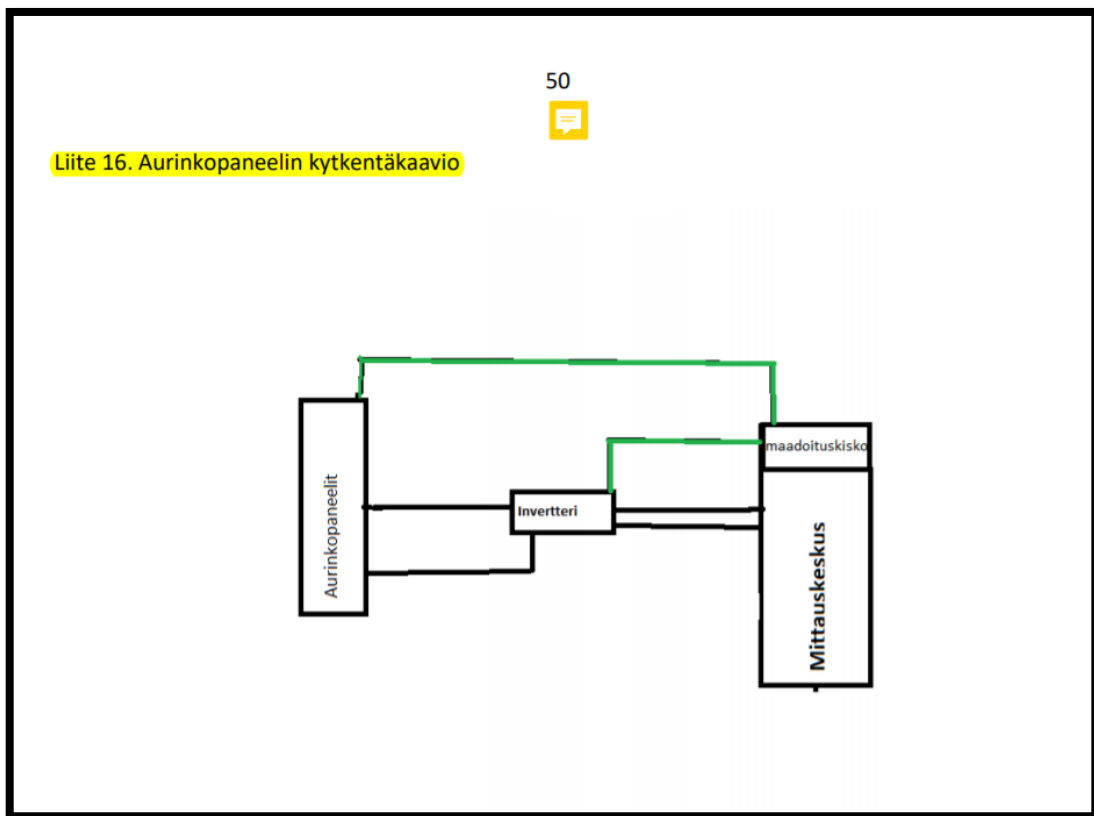 50
Liite 16. Aurinkopaneelin kytkentäkaavio
maadoituskisko
Aurinkopaneelit
Invertteri
Mittauskeskus